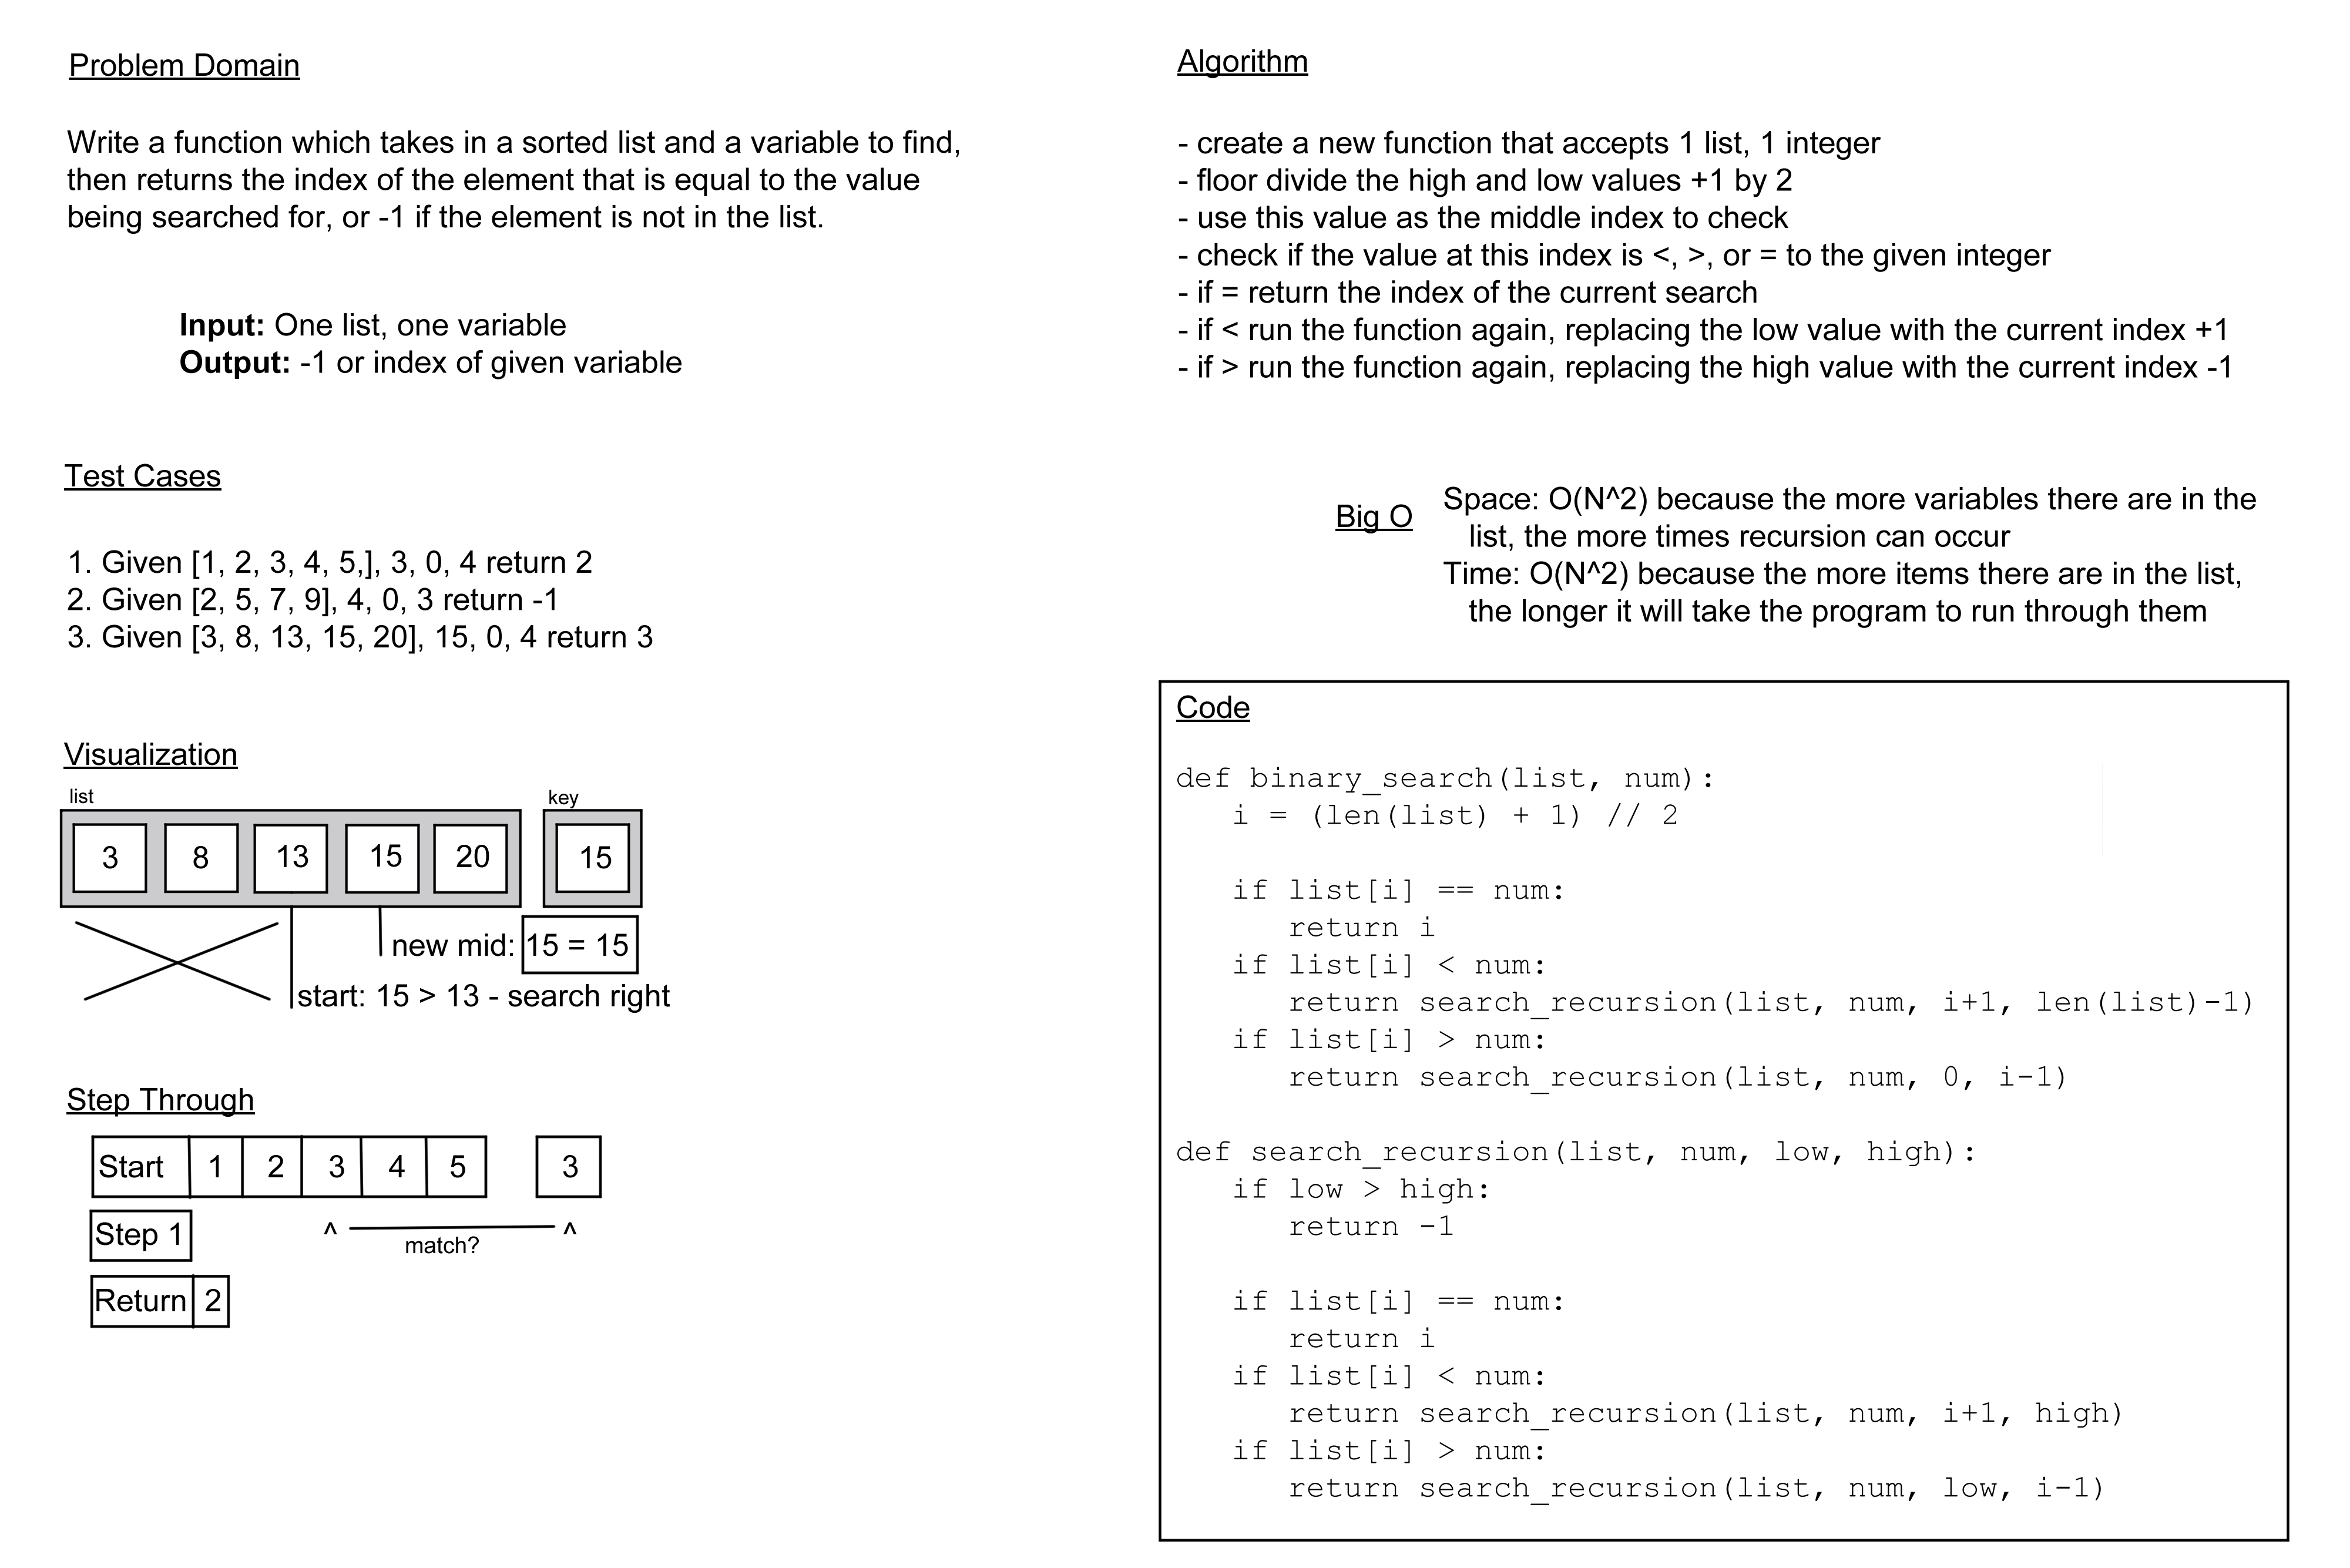 Problem Domain
Write a function which takes in a sorted list and a variable to find,
then returns the index of the element that is equal to the value
being searched for, or -1 if the element is not in the list.
Input: One list, one variable
Output: -1 or index of given variable
Test Cases
1. Given [1, 2, 3, 4, 5,], 3, 0, 4 return 2
2. Given [2, 5, 7, 9], 4, 0, 3 return -1
3. Given [3, 8, 13, 15, 20], 15, 0, 4 return 3
Visualization
list key
3 8 13 15 20 15
new mid: 15 = 15
start: 15 > 13 - search right
Step Through
Start 1 2 3 4 5 3
Step 1 ^ ^
match?
Return 2
Algorithm
- create a new function that accepts 1 list, 1 integer
- floor divide the high and low values +1 by 2
- use this value as the middle index to check
- check if the value at this index is <, >, or = to the given integer
- if = return the index of the current search
- if < run the function again, replacing the low value with the current index +1
- if > run the function again, replacing the high value with the current index -1
Big O
Space: O(N^2) because the more variables there are in the
list, the more times recursion can occur
Time: O(N^2) because the more items there are in the list,
the longer it will take the program to run through them
Code
def binary_search(list, num):
i = (len(list) + 1) // 2
if list[i] == num:
return i
if list[i] < num:
return search_recursion(list, num, i+1, len(list)-1)
if list[i] > num:
return search_recursion(list, num, 0, i-1)
def search_recursion(list, num, low, high):
if low > high:
return -1
if list[i] == num:
return i
if list[i] < num:
return search_recursion(list, num, i+1, high)
if list[i] > num:
return search_recursion(list, num, low, i-1)